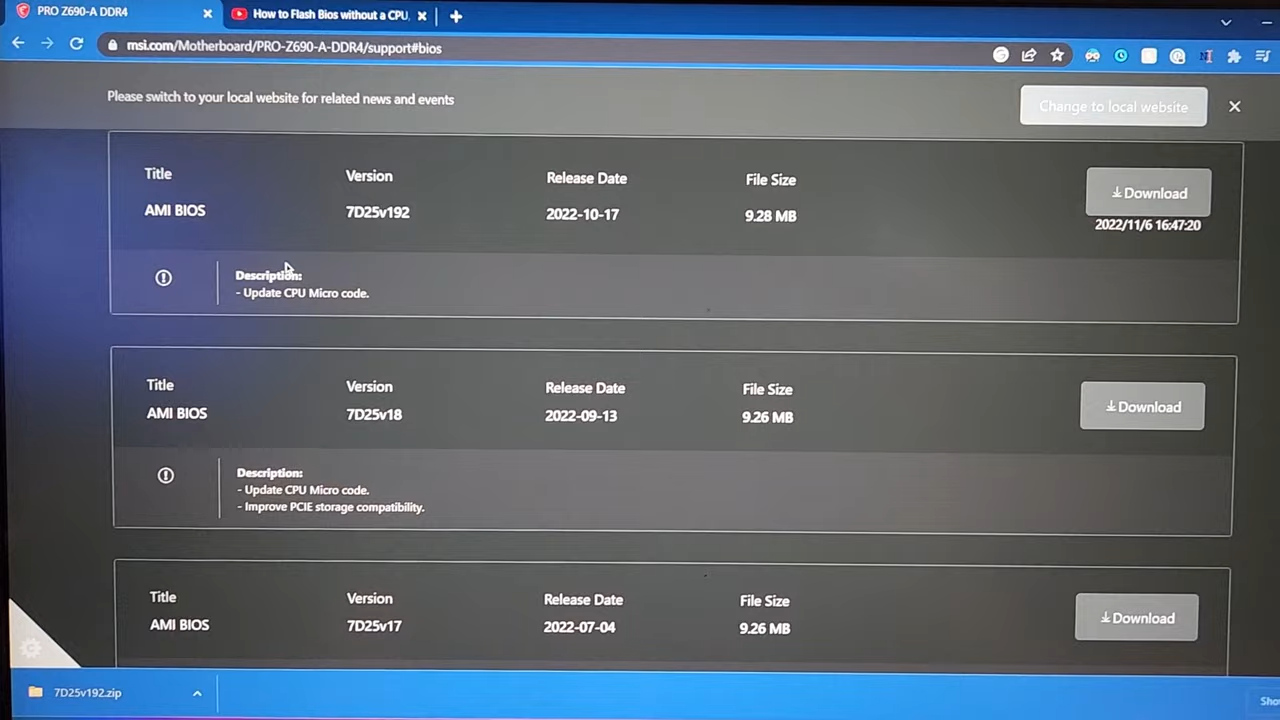 PRO Z690-A DDR4
How to Flash Bios without a CPU,
msi.com/Motherboard/PRO-Z690-A-DDR4/support#bios
Please switch to your local website for related news and events
Change to local website
Title
Version
Release Date
File Size
Download
AMI BIOS
7D25v192
2022-10-17
9.28 MB
2022/11/6 16:47:20
Description:
- Update CPU Micro code.
Title
Version
Release Date
File Size
Download
AMI BIOS
7D25v18
2022-09-13
9.26 MB
Description:
- Update CPU Micro code.
- Improve PCIE storage compatibility.
Title
Version
Release Date
File Size
Download
AMI BIOS
7D25v17
2022-07-04
9.26 MB
7D25v192.zip
Sho